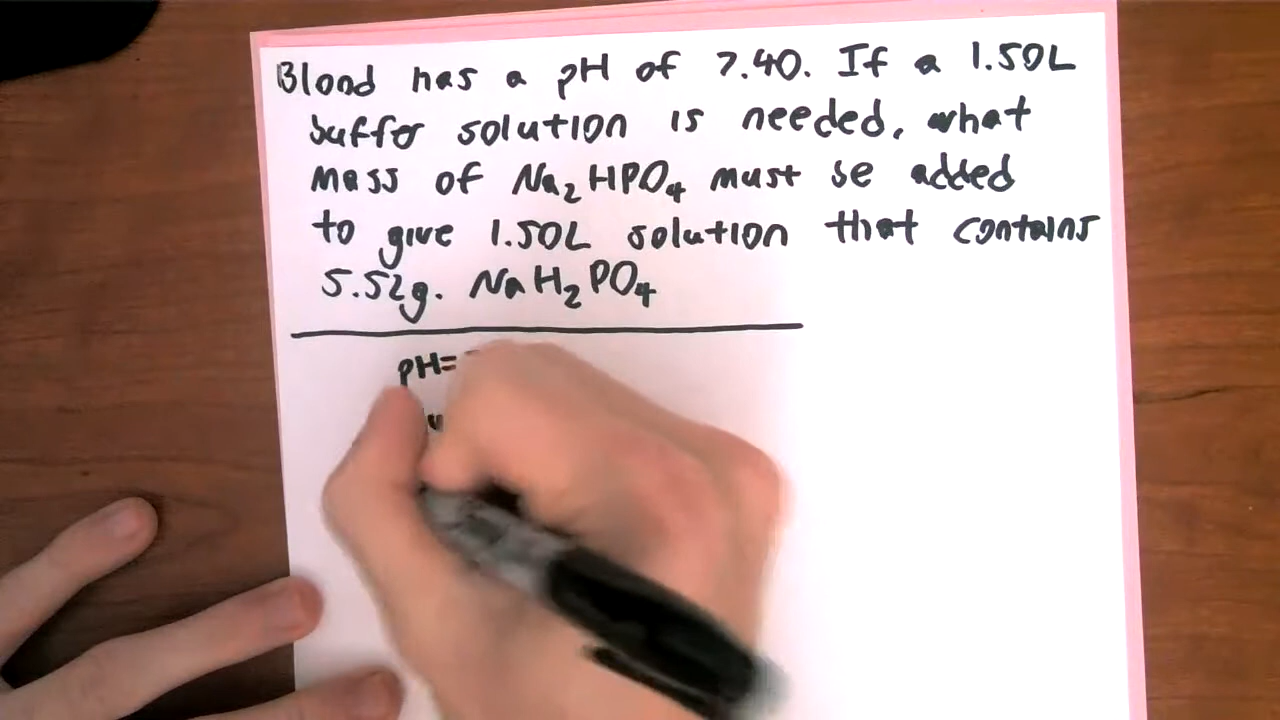 Blood has a pH of 7.40. If a 1.50L
buffer solution is needed, what
mass of Na₂HPO₄ must be added
to give 1.50L solution that contains
5.52g. NaH₂PO₄
pH=